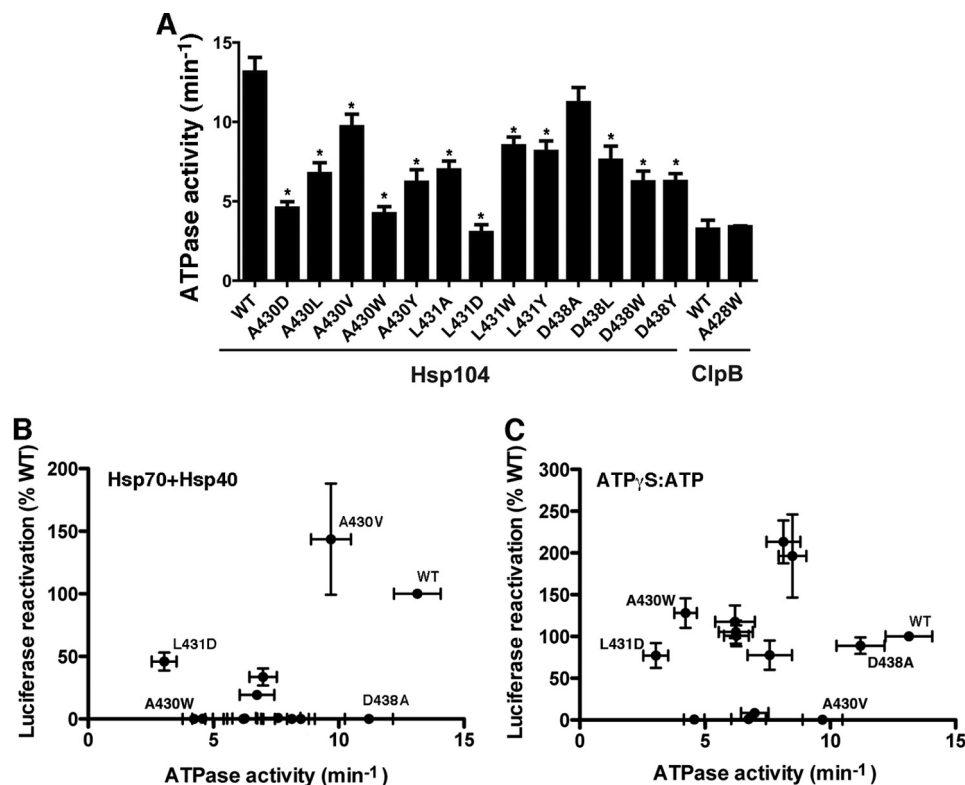 A
ATPase activity (min-1)
15
10
5
0
* * * * * * * * * * * *
WT A430D A430L A430V A430W A430Y L431A L431D L431W L431Y D438A D438L D438W D438Y WT A428W
Hsp104 ClpB
B
Luciferase reactivation (% WT)
200
150
100
50
0
Hsp70+Hsp40
A430V
WT
L431D
A430W
D438A
0 5 10 15
ATPase activity (min-1)
C
Luciferase reactivation (% WT)
300
250
200
150
100
50
0
ATPγS:ATP
A430W
L431D
WT
D438A
A430V
0 5 10 15
ATPase activity (min-1)